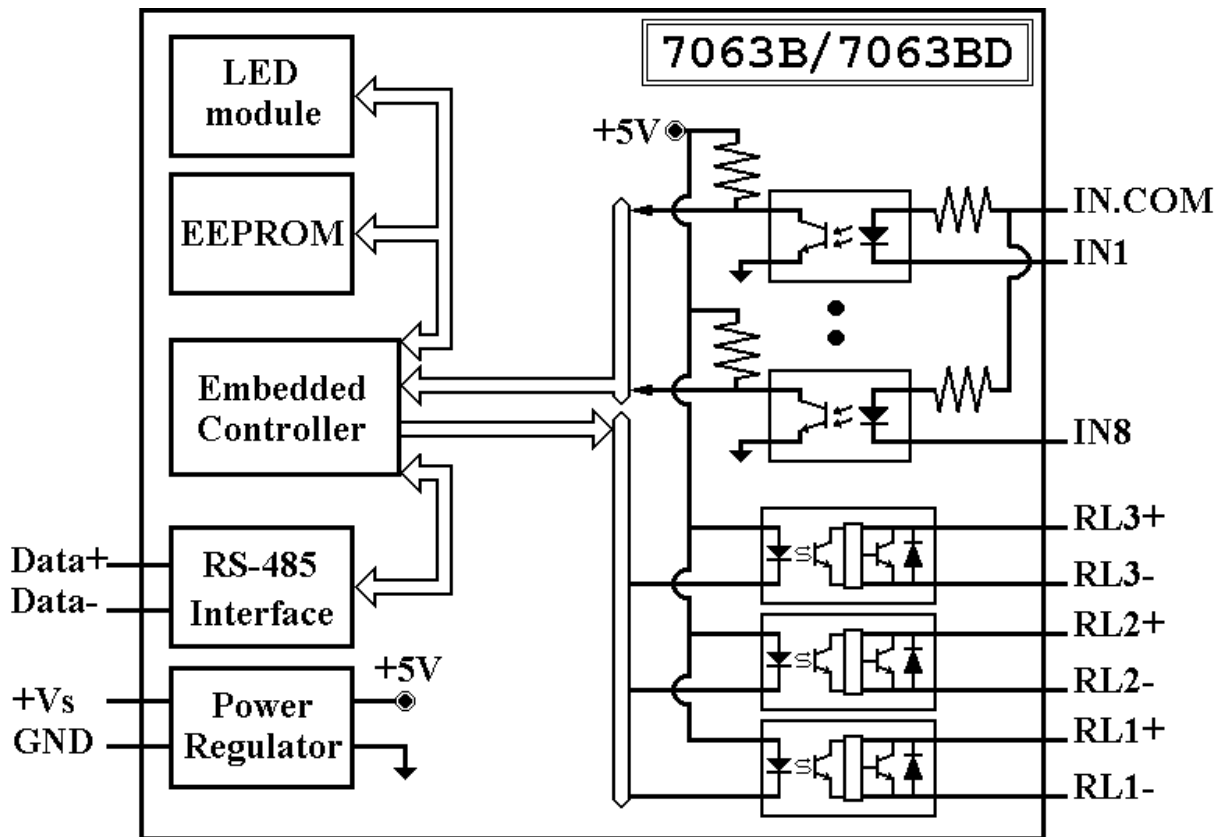 7063B/7063BD
LED
module
EEPROM
Embedded
Controller
RS-485
Interface
Power
Regulator
Data+
Data-
+Vs
GND
+5V
+5V
IN.COM
IN1
IN8
RL3+
RL3-
RL2+
RL2-
RL1+
RL1-